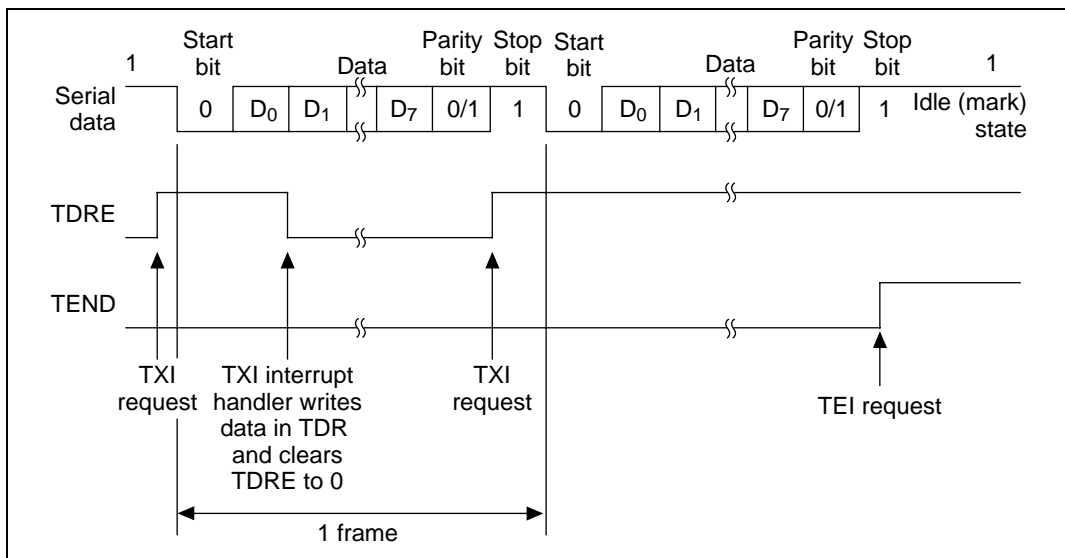 Start bit
Parity bit
Stop bit
Start bit
Parity bit
Stop bit
1
Data
Data
1
Serial data
0
D0
D1
D7
0/1
1
0
D0
D1
D7
0/1
1
Idle (mark) state
TDRE
TEND
TXI request
TXI interrupt handler writes data in TDR and clears TDRE to 0
TXI request
TEI request
1 frame